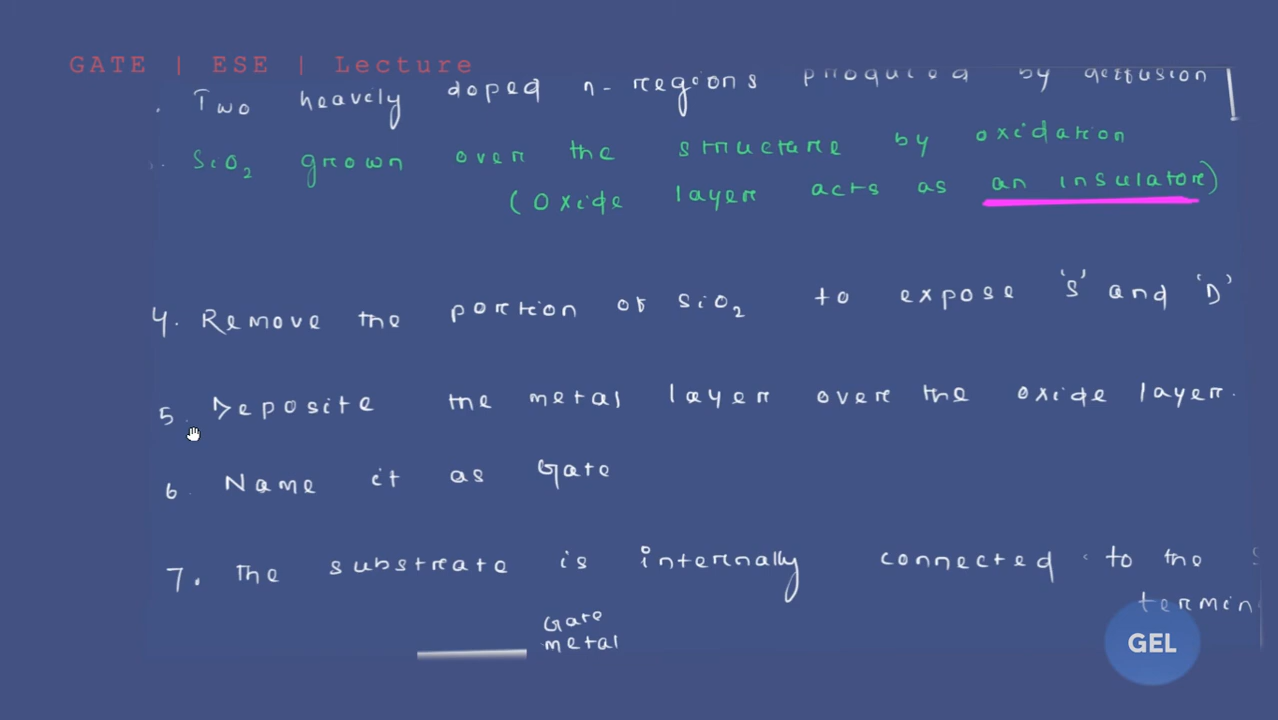 GATE | ESE | Lecture
. Two heavily doped n-regions produced by deffusion
SiO2 grown over the structure by oxidation
(Oxide layer acts as an insulator)
4. Remove the portion of SiO2 to expose 'S' and 'D'
5. Deposite the metal layer over the oxide layer.
6. Name it as Gate
7. The substrate is internally connected to the
Gate
metal
GEL